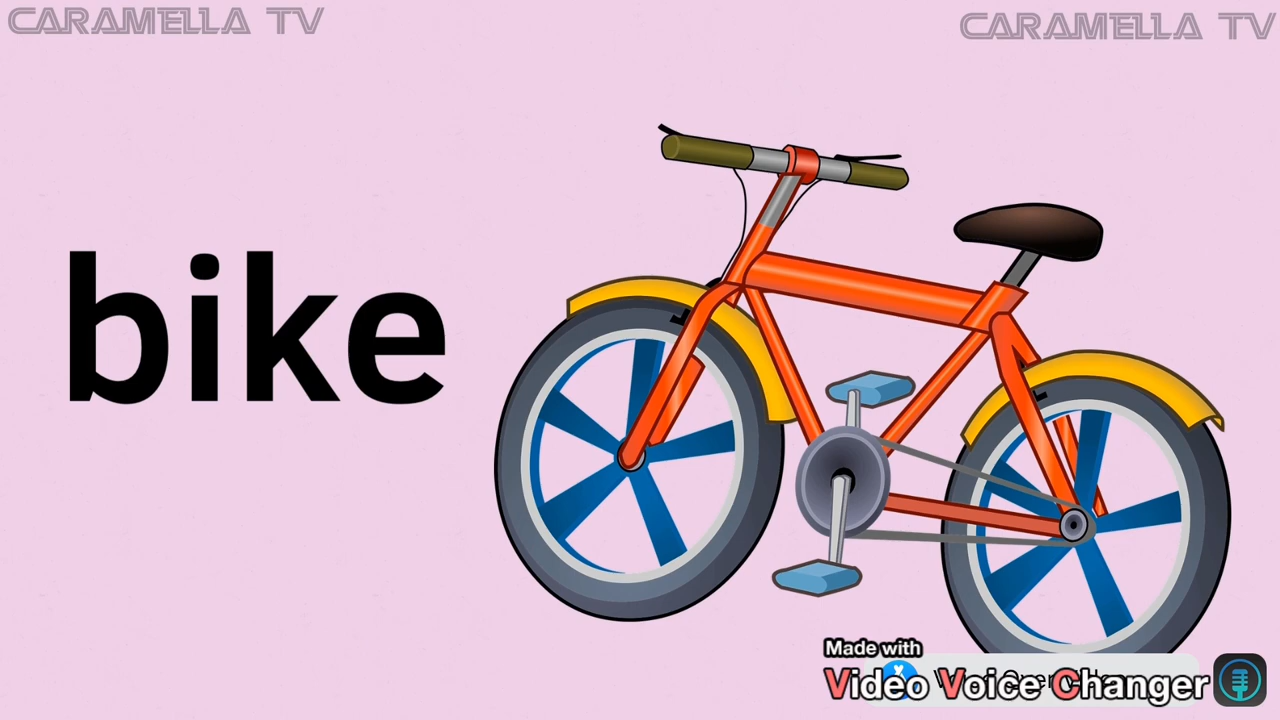 CARAMELLA TV
CARAMELLA TV
bike
Made with
Video Voice Changer